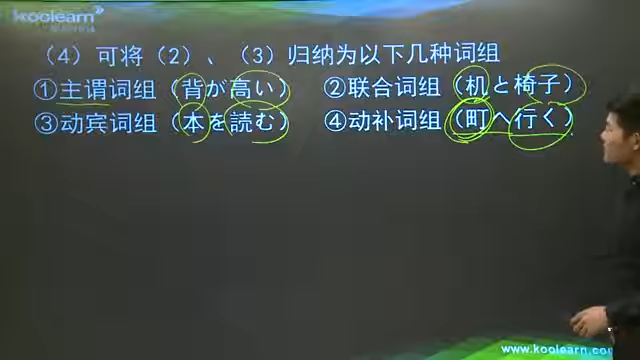 koolearn
（4）可将（2）、（3）归纳为以下几种词组
①主谓词组（背が高い） ②联合词组（机と椅子）
③动宾词组（本を読む） ④动补词组（町へ行く）
www.koolearn.com